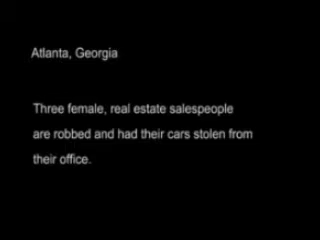 Atlanta, Georgia
Three female, real estate salespeople
are robbed and had their cars stolen from
their office.